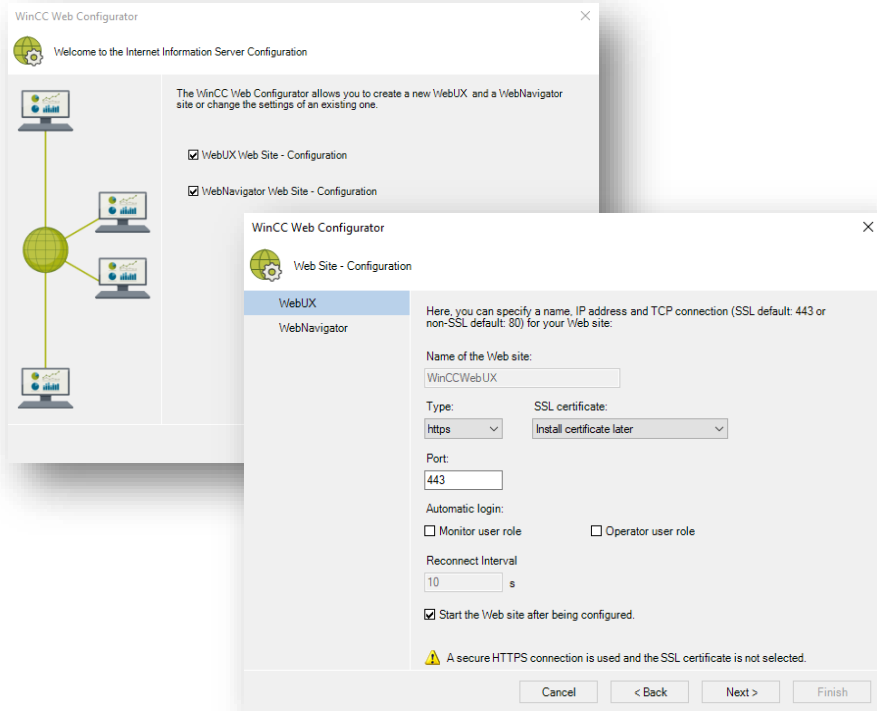 WinCC Web Configurator
Welcome to the Internet Information Server Configuration
The WinCC Web Configurator allows you to create a new WebUX and a WebNavigator
site or change the settings of an existing one.
WebUX Web Site - Configuration
WebNavigator Web Site - Configuration
WinCC Web Configurator
Web Site - Configuration
WebUX
WebNavigator
Here, you can specify a name, IP address and TCP connection (SSL default: 443 or
non-SSL default: 80) for your Web site:
Name of the Web site:
WinCCWebUX
Type: SSL certificate:
https Install certificate later
Port:
443
Automatic login:
Monitor user role Operator user role
Reconnect Interval
10 s
Start the Web site after being configured.
A secure HTTPS connection is used and the SSL certificate is not selected.
Cancel < Back Next > Finish